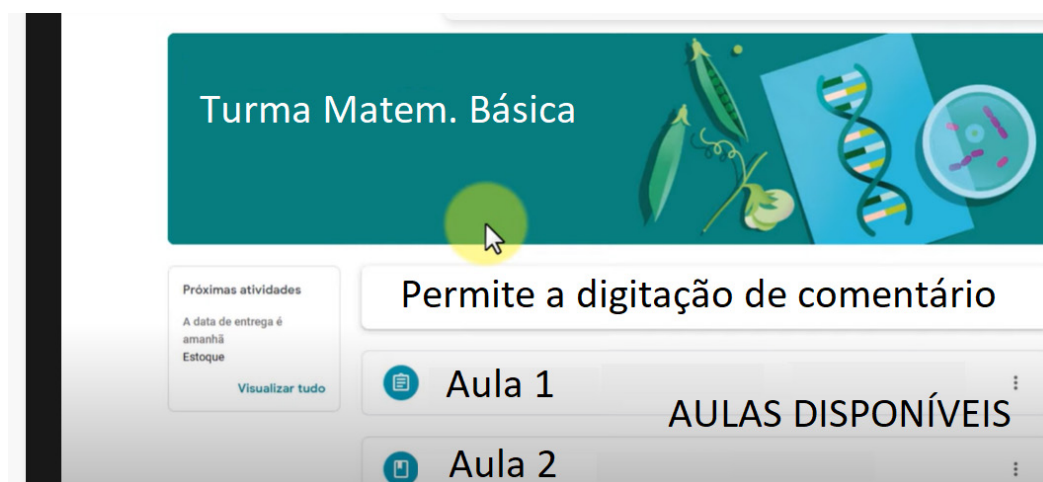 Turma Matem. Básica
Próximas atividades
A data de entrega é
amanhã
Estoque
Visualizar tudo
Permite a digitação de comentário
Aula 1
AULAS DISPONÍVEIS
Aula 2